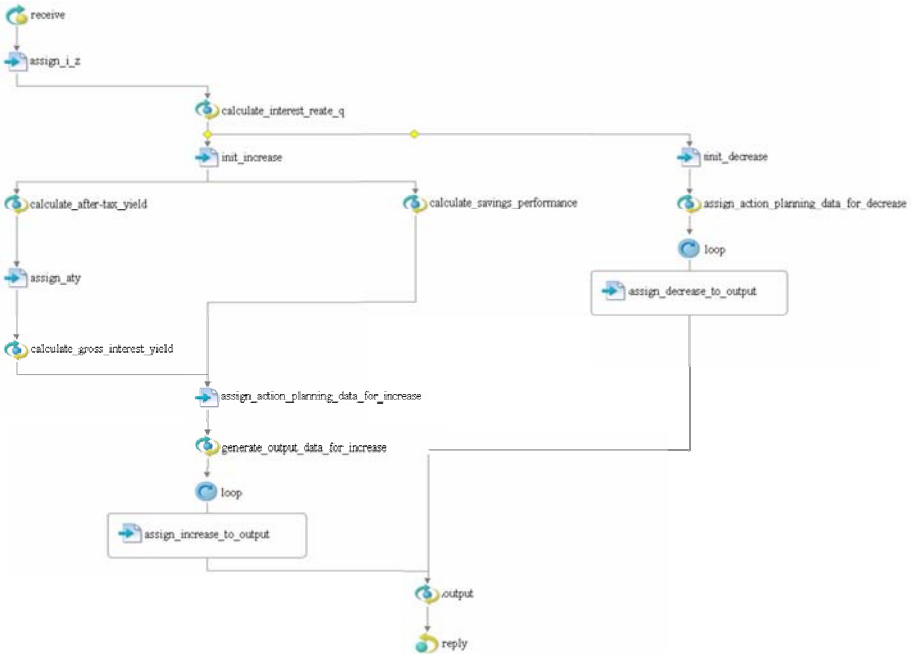 receive
assign_i_z
calculate_interest_reate_q
init_increase
init_decrease
calculate_after-tax_yield
calculate_savings_performance
assign_action_planning_data_for_decrease
loop
assign_aty
assign_decrease_to_output
calculate_gross_interest_yield
assign_action_planning_data_for_increase
generate_output_data_for_increase
loop
assign_increase_to_output
output
reply